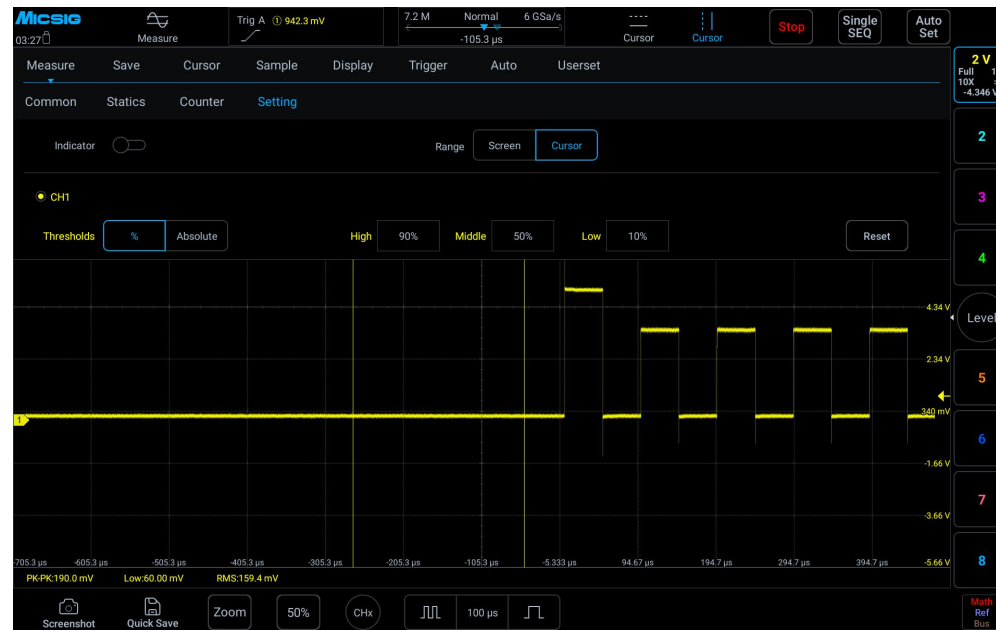 Micsig
03:27
Measure
Trig A ① 942.3 mV
7.2 M Normal 6 GSa/s
-105.3 µs
Cursor
Cursor
Stop
Single SEQ
Auto Set
Measure Save Cursor Sample Display Trigger Auto Userset
Common Statics Counter Setting
Indicator
Range Screen Cursor
CH1
Thresholds % Absolute High 90% Middle 50% Low 10% Reset
2 V
Full 1
10X
-4.346 V
2
3
4
Level
5
6
7
8
4.34 V
2.34 V
340 mV
-1.66 V
-3.66 V
-5.66 V
1
-705.3 µs -605.3 µs -505.3 µs -405.3 µs -305.3 µs -205.3 µs -105.3 µs -5.333 µs 94.67 µs 194.7 µs 294.7 µs 394.7 µs
PK-PK:190.0 mV Low:60.00 mV RMS:159.4 mV
Screenshot
Quick Save
Zoom
50%
CHx
100 µs
Math
Ref
Bus